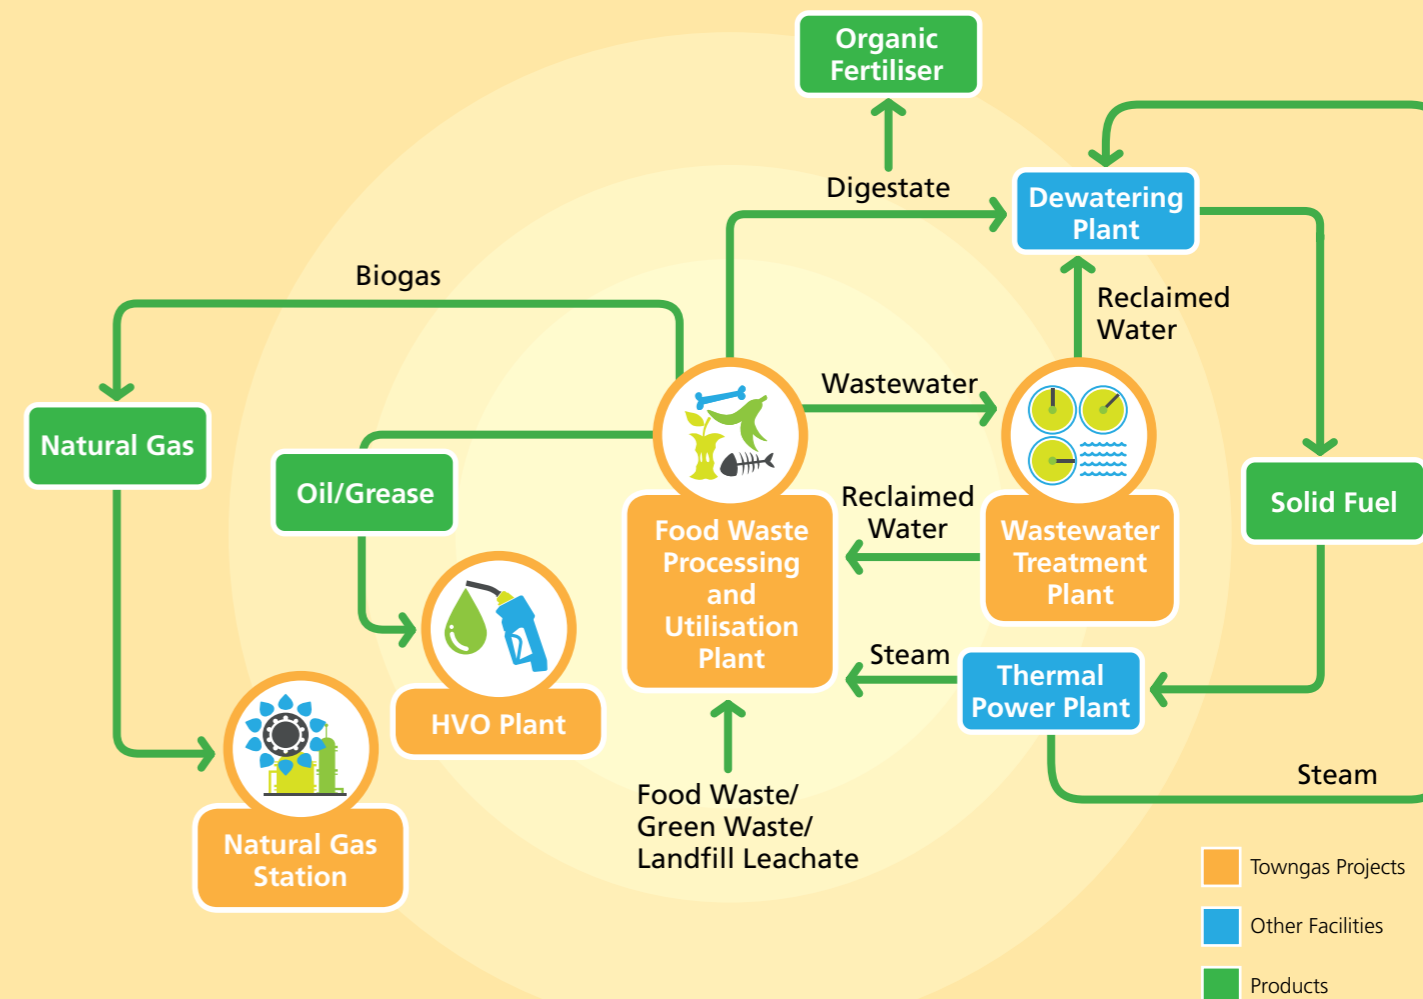 Organic
Fertiliser
Digestate
Dewatering
Plant
Biogas
Reclaimed
Water
Wastewater
Natural Gas
Oil/Grease
Reclaimed
Water
Solid Fuel
Food Waste
Processing
and
Utilisation
Plant
Wastewater
Treatment
Plant
Steam
Thermal
Power Plant
HVO Plant
Steam
Food Waste/
Green Waste/
Landfill Leachate
Natural Gas
Station
Towngas Projects
Other Facilities
Products